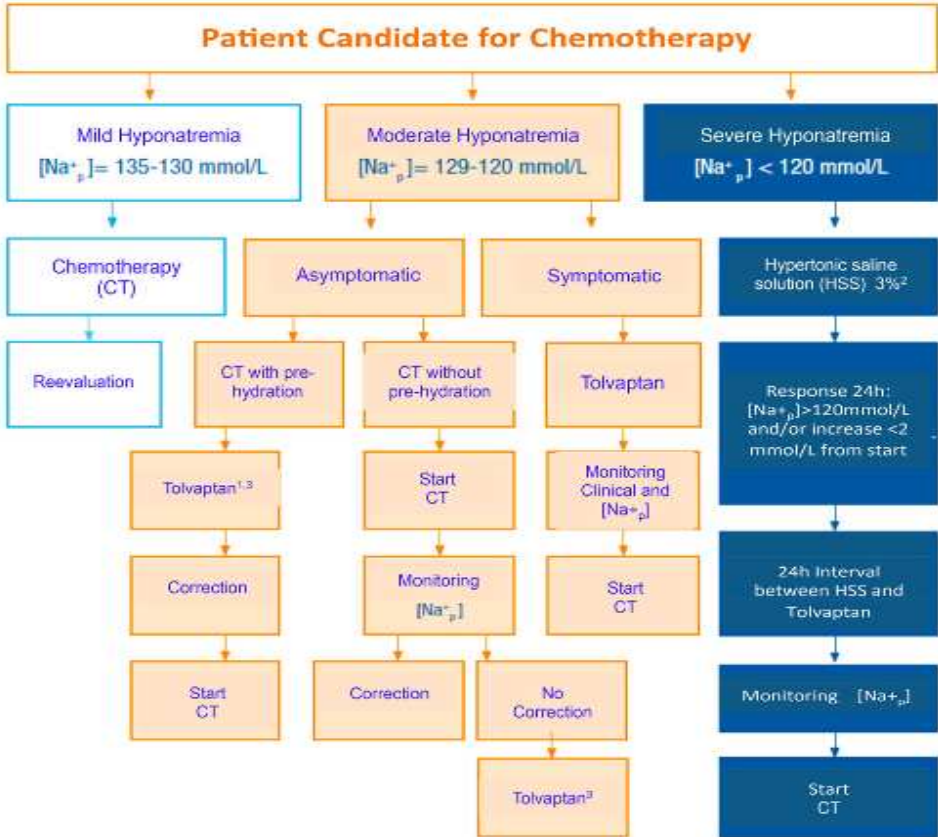 Patient Candidate for Chemotherapy
Mild Hyponatremia
[Na⁺p]= 135-130 mmol/L
Moderate Hyponatremia
[Na⁺p]= 129-120 mmol/L
Severe Hyponatremia
[Na⁺p] < 120 mmol/L
Chemotherapy
(CT)
Asymptomatic
Symptomatic
Hypertonic saline
solution (HSS) 3%²
Reevaluation
CT with pre-
hydration
CT without
pre-hydration
Tolvaptan
Response 24h:
[Na+p]>120mmol/L
and/or increase <2
mmol/L from start
Tolvaptan¹,³
Start
CT
Monitoring
Clinical and
[Na+p]
Correction
Monitoring
[Na⁺p]
Start
CT
24h Interval
between HSS and
Tolvaptan
Start
CT
Correction
No
Correction
Monitoring [Na+p]
Tolvaptan³
Start
CT